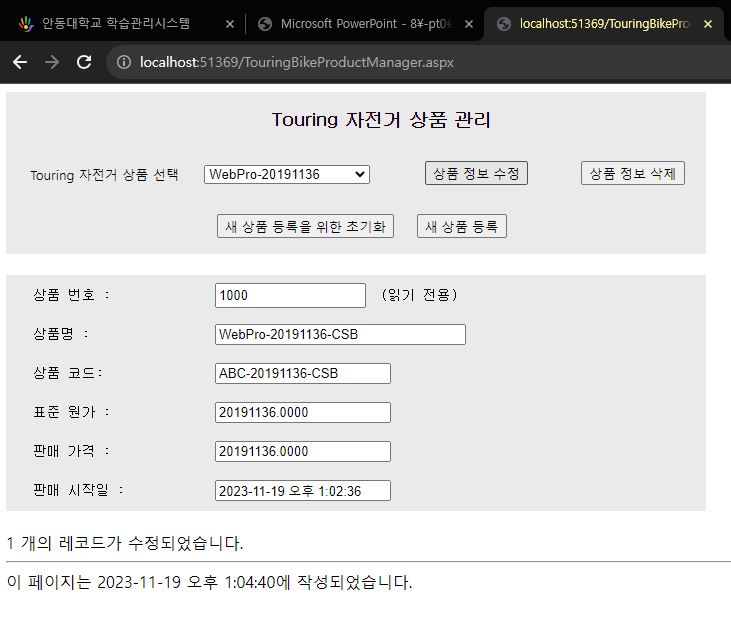 안동대학교 학습관리시스템
Microsoft PowerPoint - 8¥-pt0
localhost:51369/TouringBikePro
localhost:51369/TouringBikeProductManager.aspx
Touring 자전거 상품 관리
Touring 자전거 상품 선택 WebPro-20191136 상품 정보 수정 상품 정보 삭제
새 상품 등록을 위한 초기화 새 상품 등록
상품 번호 : 1000 (읽기 전용)
상품명 : WebPro-20191136-CSB
상품 코드: ABC-20191136-CSB
표준 원가 : 20191136.0000
판매 가격 : 20191136.0000
판매 시작일 : 2023-11-19 오후 1:02:36
1 개의 레코드가 수정되었습니다.
이 페이지는 2023-11-19 오후 1:04:40에 작성되었습니다.